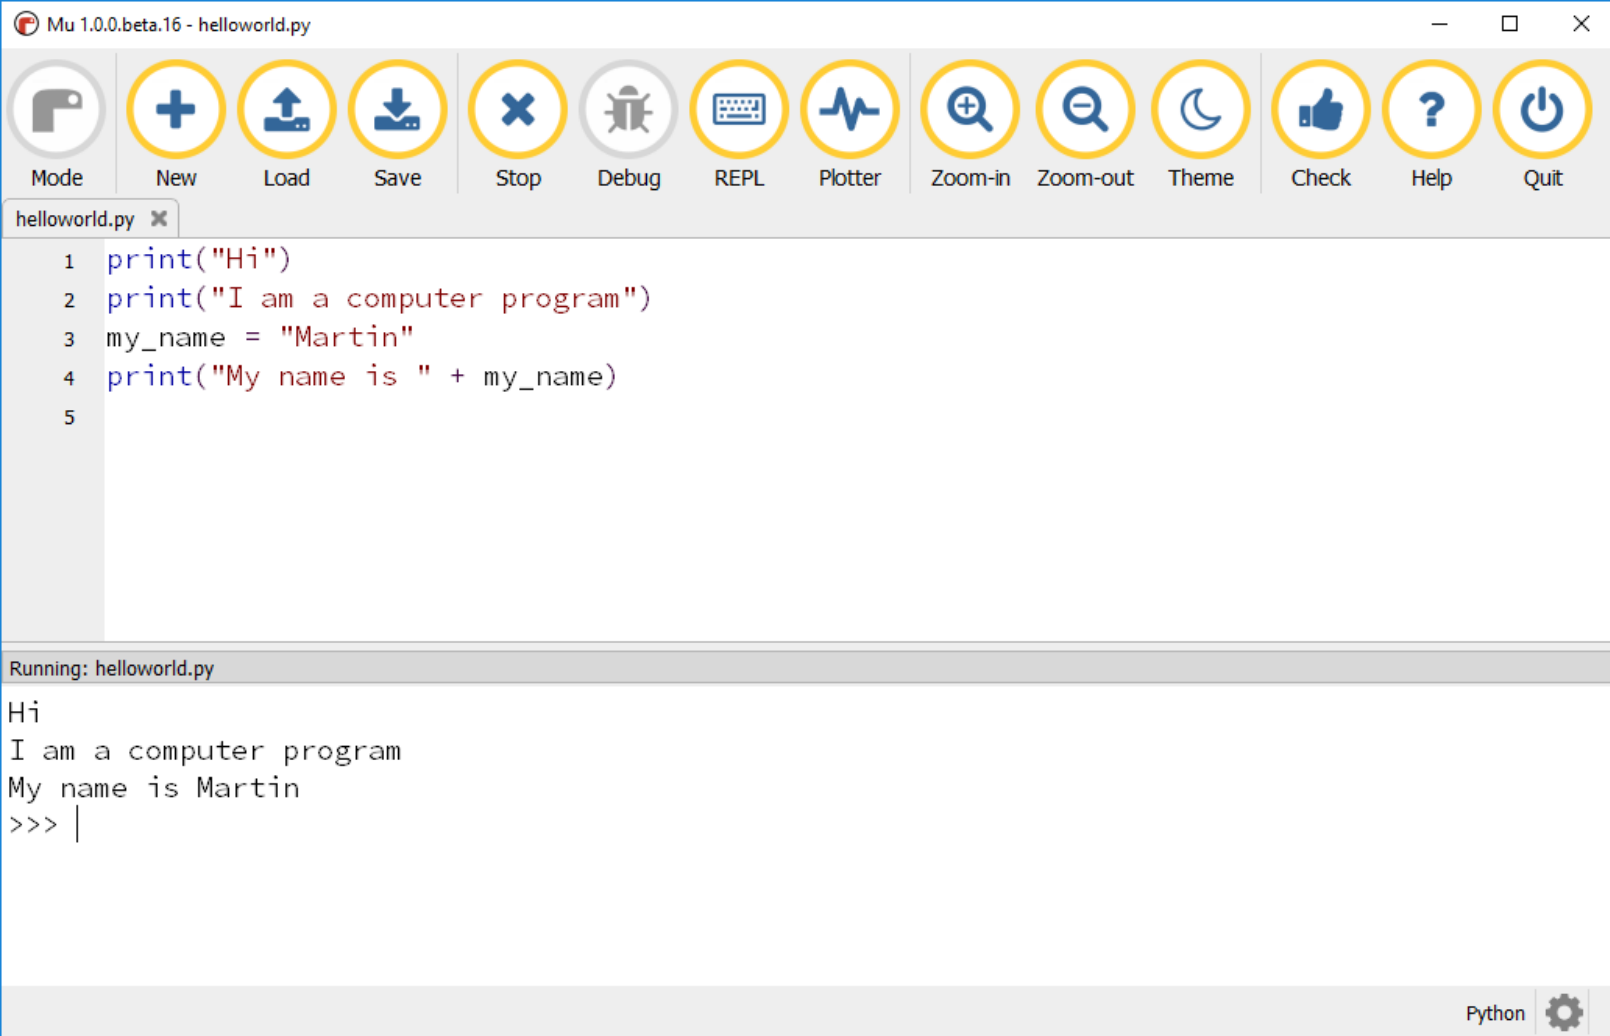 Mu 1.0.0.beta.16 - helloworld.py
Mode New Load Save Stop Debug REPL Plotter Zoom-in Zoom-out Theme Check Help Quit
helloworld.py
1 print("Hi")
2 print("I am a computer program")
3 my_name = "Martin"
4 print("My name is " + my_name)
5
Running: helloworld.py
Hi
I am a computer program
My name is Martin
>>>
Python